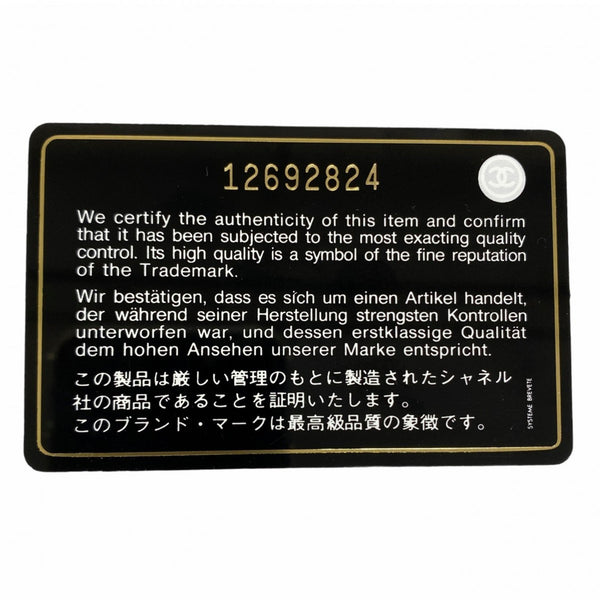 12692824
We certify the authenticity of this item and confirm
that it has been subjected to the most exacting quality
control. Its high quality is a symbol of the fine reputation
of the Trademark.
Wir bestätigen, dass es sich um einen Artikel handelt,
der während seiner Herstellung strengsten Kontrollen
unterworfen war, und dessen erstklassige Qualität
dem hohen Ansehen unserer Marke entspricht.
この製品は厳しい管理のもとに製造されたシャネル
社の商品であることを証明いたします。
このブランド・マークは最高級品質の象徴です。
SYSTEME BREVETE